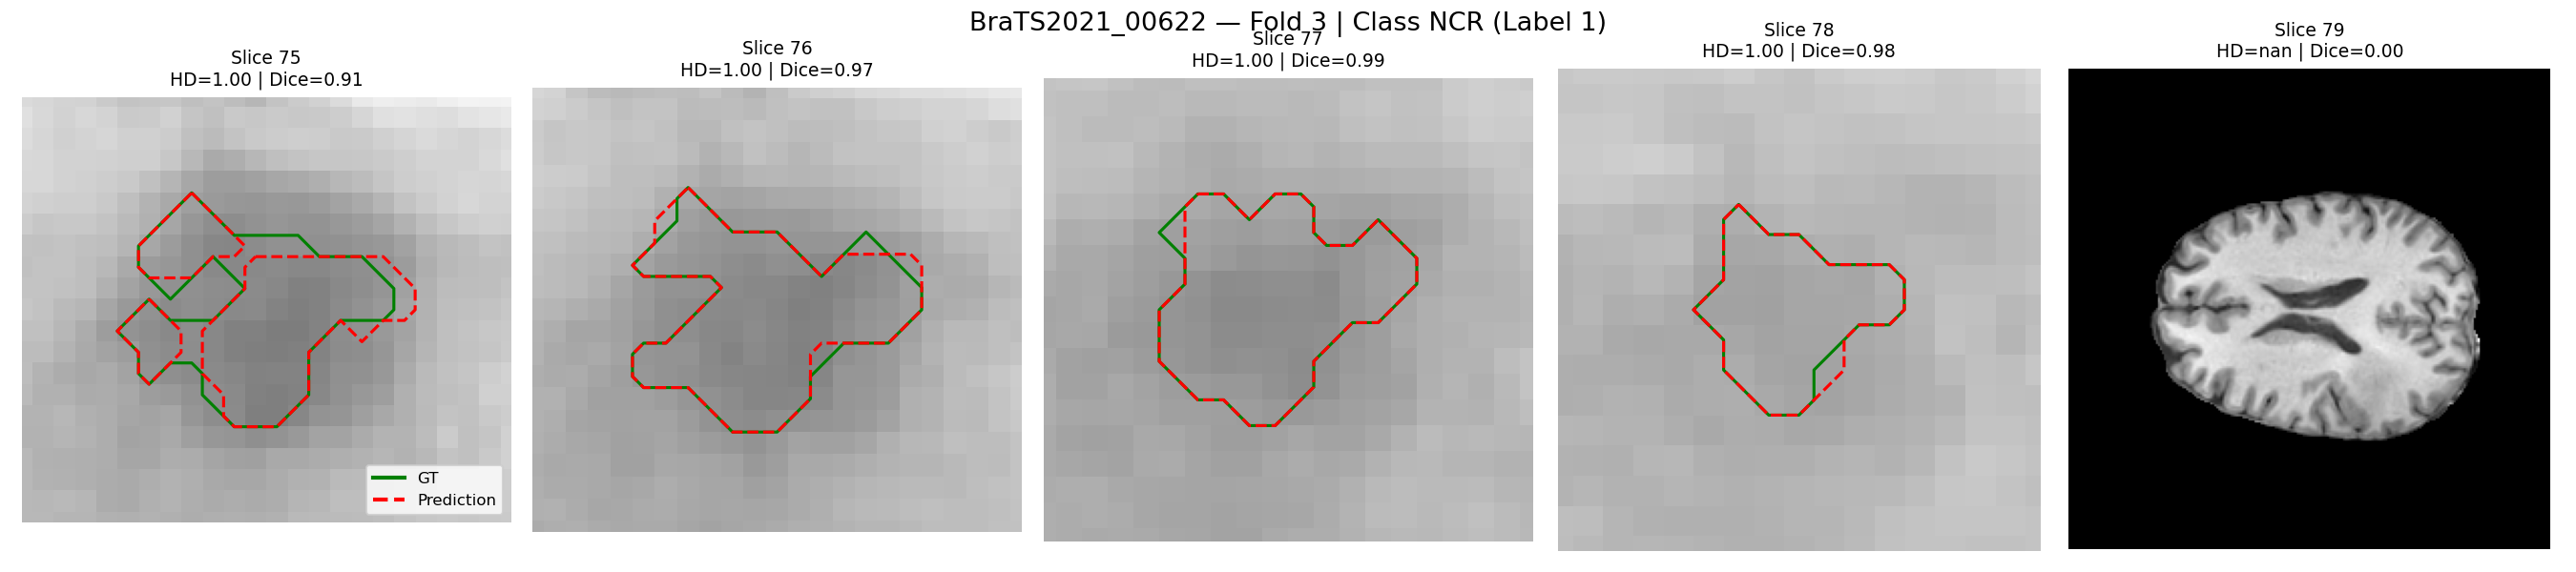 BraTS2021_00622 — Fold 3 | Class NCR (Label 1)
Slice 75
HD=1.00 | Dice=0.91
Slice 76
HD=1.00 | Dice=0.97
Slice 77
HD=1.00 | Dice=0.99
Slice 78
HD=1.00 | Dice=0.98
Slice 79
HD=nan | Dice=0.00
GT
Prediction